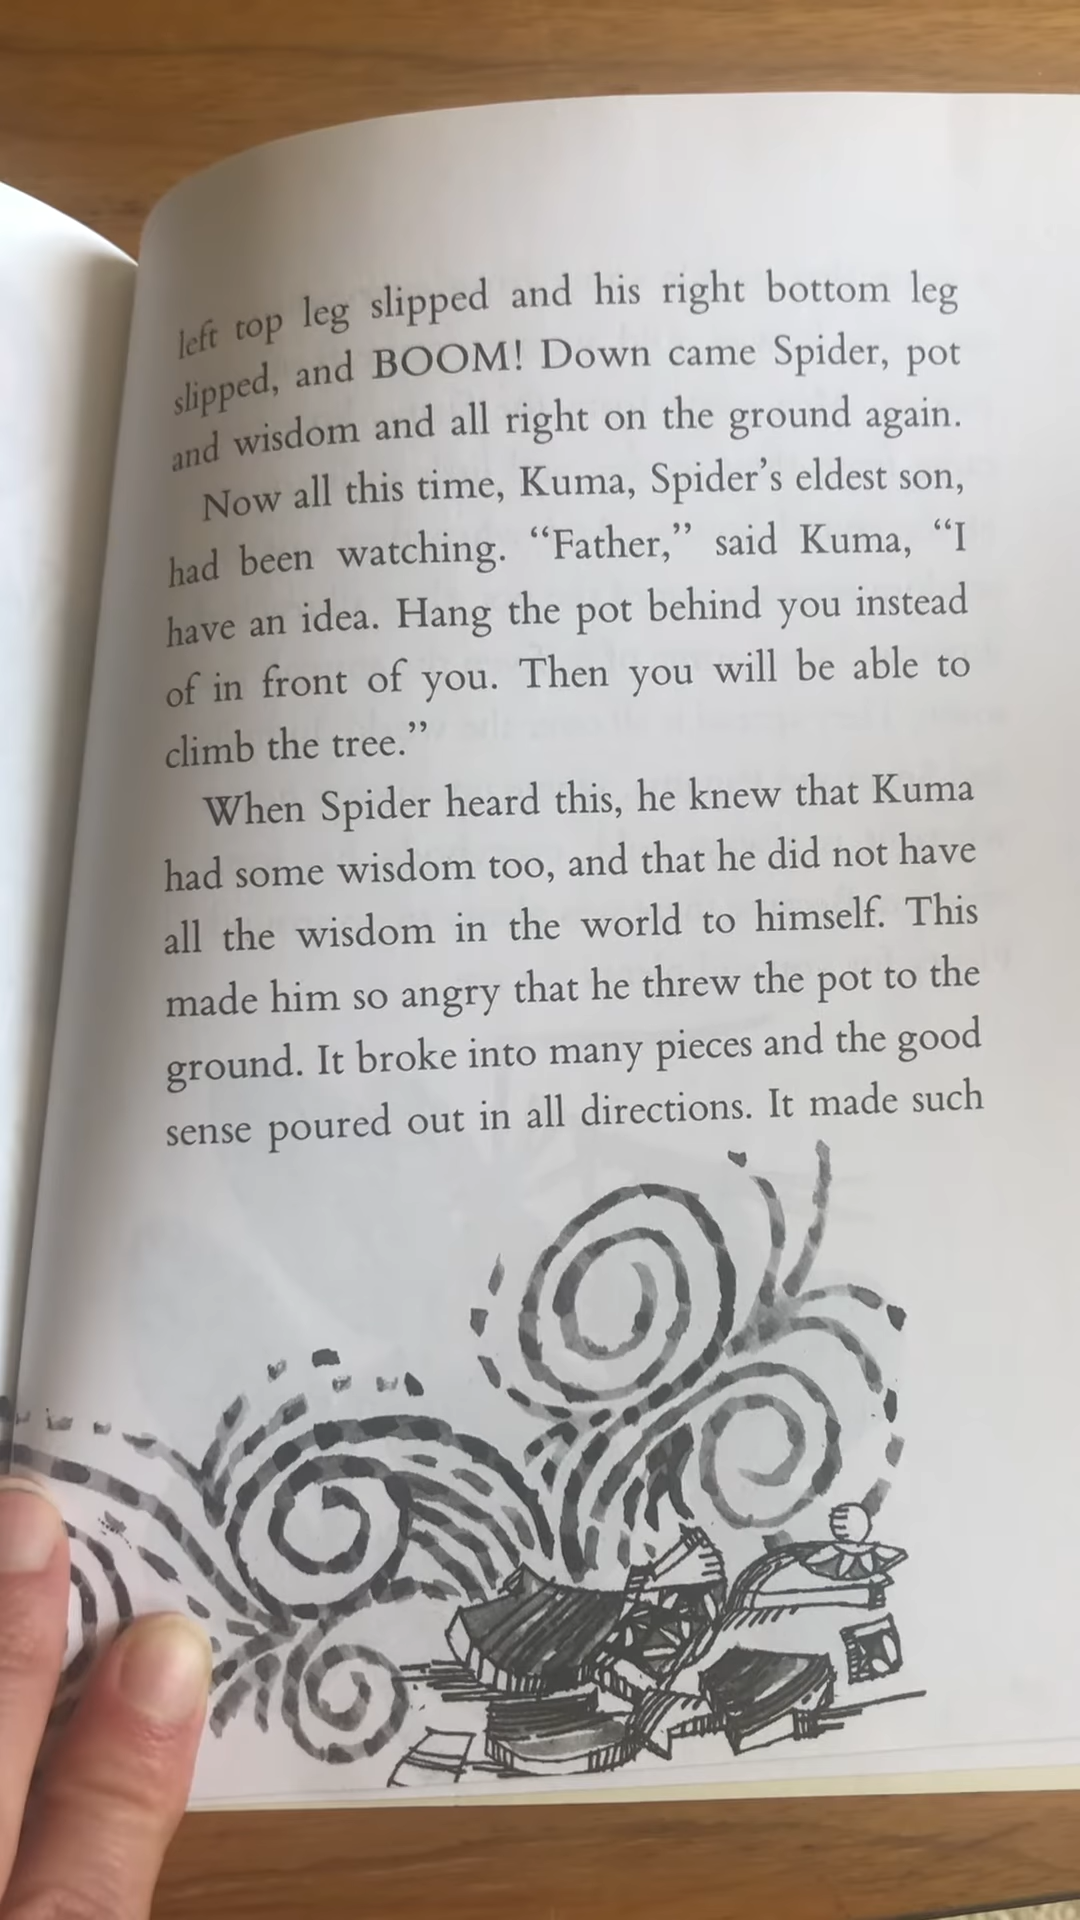 left top leg slipped and his right bottom leg
slipped, and BOOM! Down came Spider, pot
and wisdom and all right on the ground again.
Now all this time, Kuma, Spider’s eldest son,
had been watching. “Father,” said Kuma, “I
have an idea. Hang the pot behind you instead
of in front of you. Then you will be able to
climb the tree.”
When Spider heard this, he knew that Kuma
had some wisdom too, and that he did not have
all the wisdom in the world to himself. This
made him so angry that he threw the pot to the
ground. It broke into many pieces and the good
sense poured out in all directions. It made such